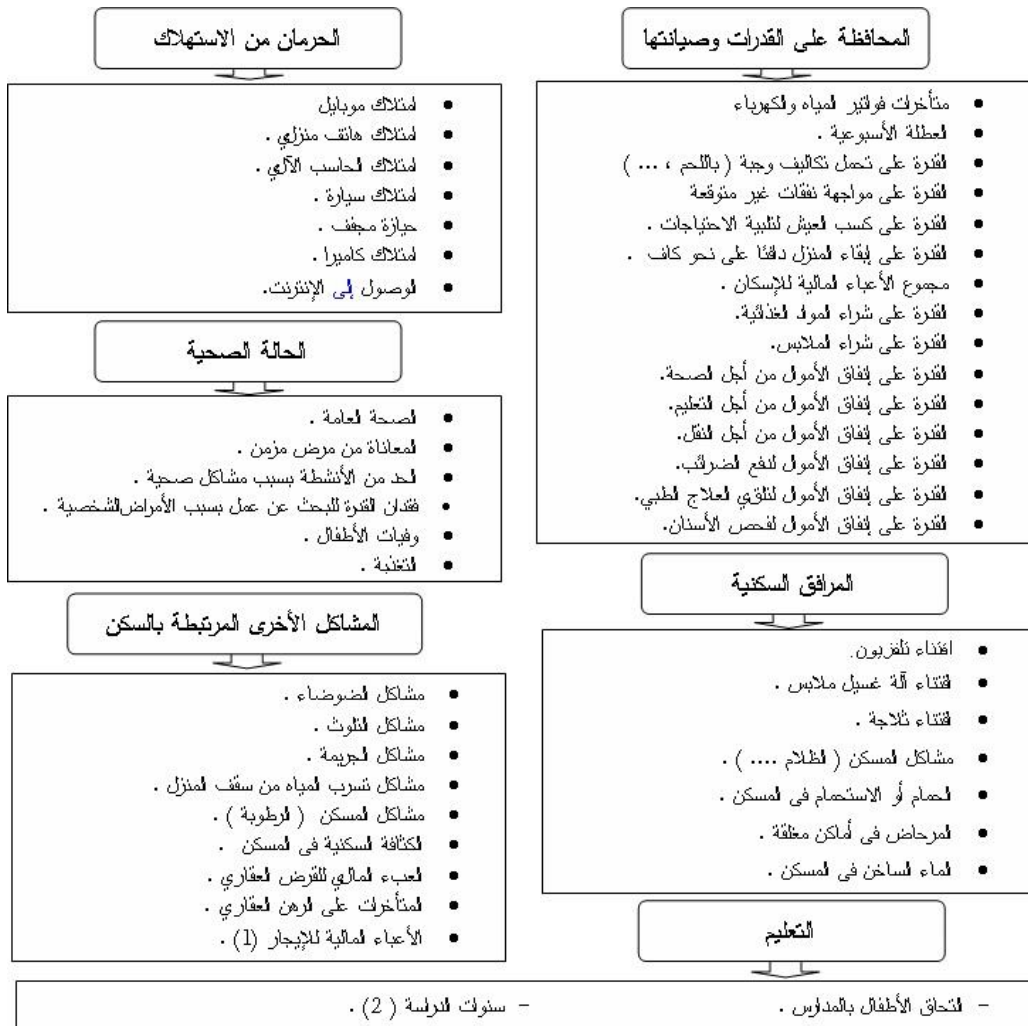 المحافظة على القدرات وصيانتها
متأخرات فواتير المياه والكهرباء
العطلة الأسبوعية .
القدرة على تحمل تكاليف وجبة ( باللحم ، ... )
القدرة على مواجهة نفقات غير متوقعة
القدرة على كسب العيش لتلبية الاحتياجات .
القدرة على إبقاء المنزل دافئا على نحو كاف .
مجموع الأعباء المالية للإسكان .
القدرة على شراء المواد الغذائية.
القدرة على شراء الملابس.
القدرة على إنفاق الأموال من أجل الصحة.
القدرة على إنفاق الأموال من أجل التعليم.
القدرة على إنفاق الأموال من أجل النقل.
القدرة على إنفاق الأموال لدفع الضرائب.
القدرة على إنفاق الأموال لتلقي العلاج الطبي.
القدرة على إنفاق الأموال لفحص الأسنان.
الحرمان من الاستهلاك
امتلاك موبايل
امتلاك هاتف منزلي .
امتلاك الحاسب الآلي .
امتلاك سيارة .
حيازة مجفف .
امتلاك كاميرا .
الوصول إلى الإنترنت.
الحالة الصحية
الصحة العامة .
المعاناة من مرض مزمن .
الحد من الأنشطة بسبب مشاكل صحية .
فقدان القدرة للبحث عن عمل بسبب الأمراض الشخصية .
وفيات الأطفال .
التغذية .
المرافق السكنية
اقتناء تلفزيون.
اقتناء آلة غسيل ملابس .
اقتناء ثلاجة .
مشاكل المسكن ( الظلام .... ) .
الحمام أو الاستحمام فى المسكن .
المرحاض فى أماكن مغلقة .
الماء الساخن فى المسكن .
المشاكل الأخرى المرتبطة بالسكن
مشاكل الضوضاء .
مشاكل التلوث .
مشاكل الجريمة .
مشاكل تسرب المياه من سقف المنزل .
مشاكل المسكن ( الرطوبة ) .
الكثافة السكنية فى المسكن .
العبء المالي للقرض العقاري .
المتأخرات على الرهن العقاري .
الأعباء المالية للإيجار (1) .
التعليم
– التحاق الأطفال بالمدارس .
– سنوات الدراسة ( 2 ) .